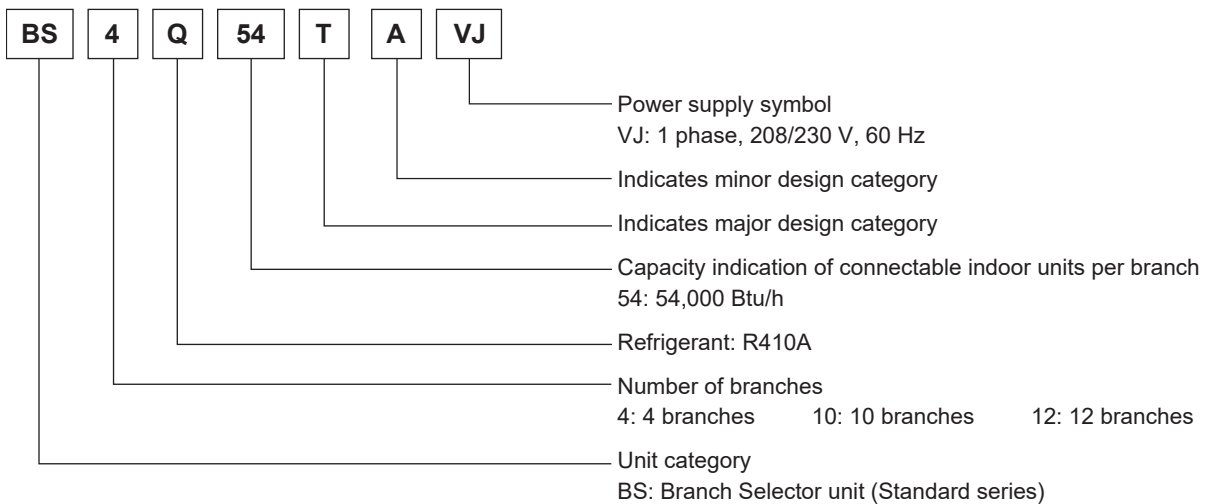 BS 4 Q 54 T A VJ
Power supply symbol
VJ: 1 phase, 208/230 V, 60 Hz
Indicates minor design category
Indicates major design category
Capacity indication of connectable indoor units per branch
54: 54,000 Btu/h
Refrigerant: R410A
Number of branches
4: 4 branches 10: 10 branches 12: 12 branches
Unit category
BS: Branch Selector unit (Standard series)